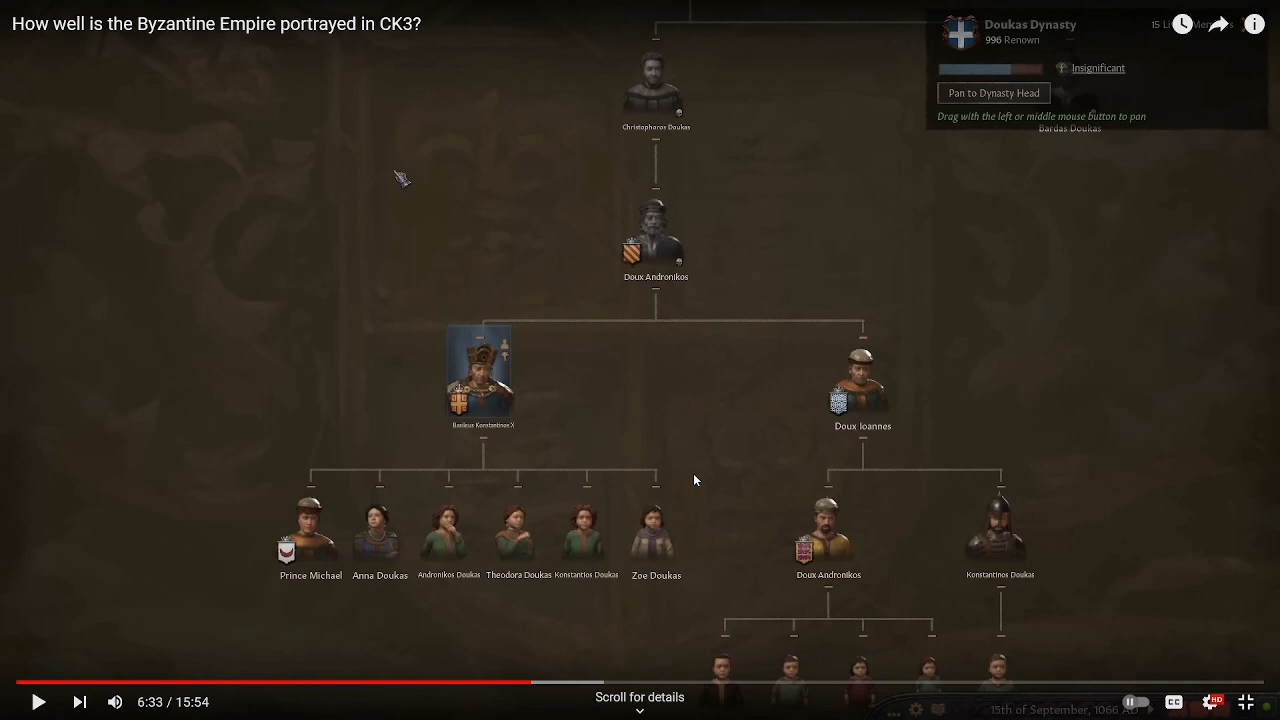 How well is the Byzantine Empire portrayed in CK3?
Doukas Dynasty
15
996 Renown
Insignificant
Pan to Dynasty Head
Drag with the left or middle mouse button to pan
Bardas Doukas
Christophoros Doukas
Doux Andronikos
Basileus Konstantinos X
Doux Ioannes
Prince Michael
Anna Doukas
Andronikos Doukas
Theodora Doukas
Konstantios Doukas
Zoe Doukas
Doux Andronikos
Konstantinos Doukas
6:33 / 15:54
Scroll for details
CC
HD
15th of September, 1066 AD